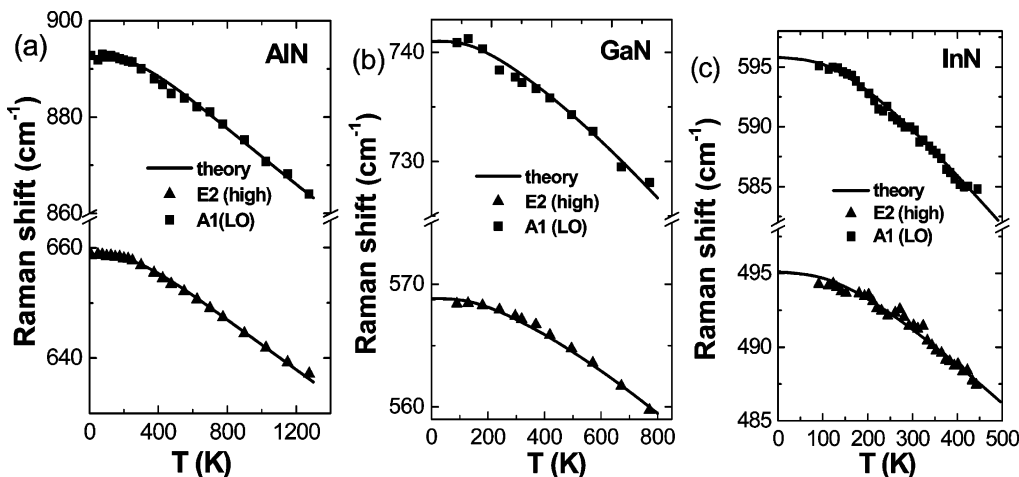 (a)
AlN
Raman shift (cm⁻¹)
900
890
880
870
860
660
640
theory
E2 (high)
A1(LO)
0 400 800 1200
T (K)
(b)
GaN
Raman shift (cm⁻¹)
740
730
570
560
theory
E2 (high)
A1 (LO)
0 200 400 600 800
T (K)
(c)
InN
Raman shift (cm⁻¹)
595
590
585
495
490
485
theory
E2 (high)
A1 (LO)
0 100 200 300 400 500
T (K)